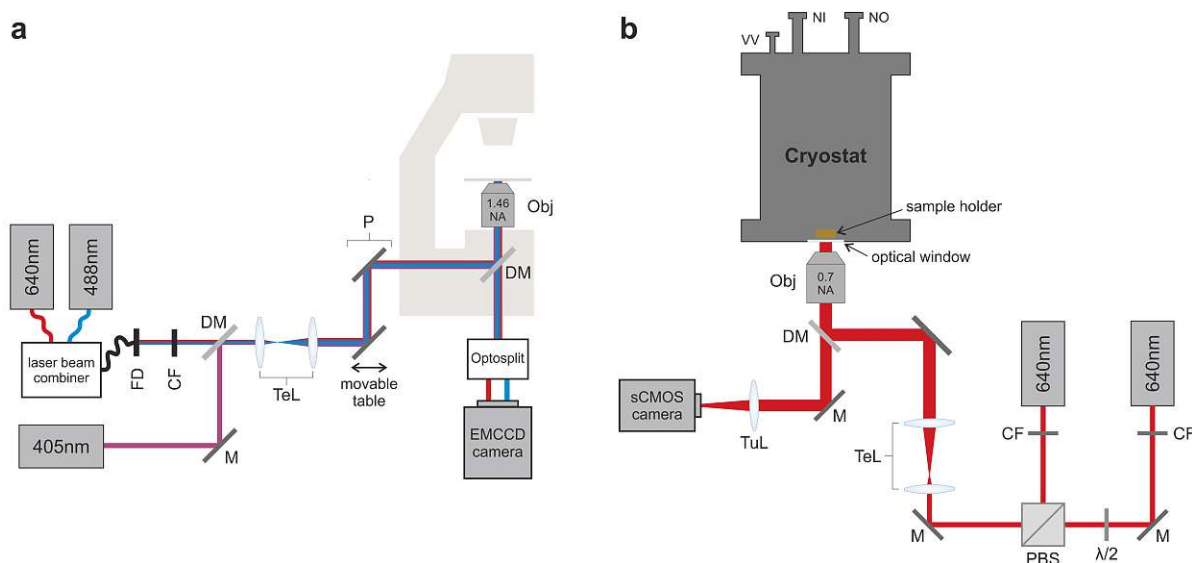 a
640nm
488nm
laser beam
combiner
FD
CF
DM
405nm
M
TeL
P
movable
table
1.46
NA
Obj
DM
Optosplit
EMCCD
camera
b
VV
NI
NO
Cryostat
sample holder
optical window
Obj
0.7
NA
DM
sCMOS
camera
TuL
M
TeL
M
640nm
640nm
CF
CF
PBS
λ/2
M